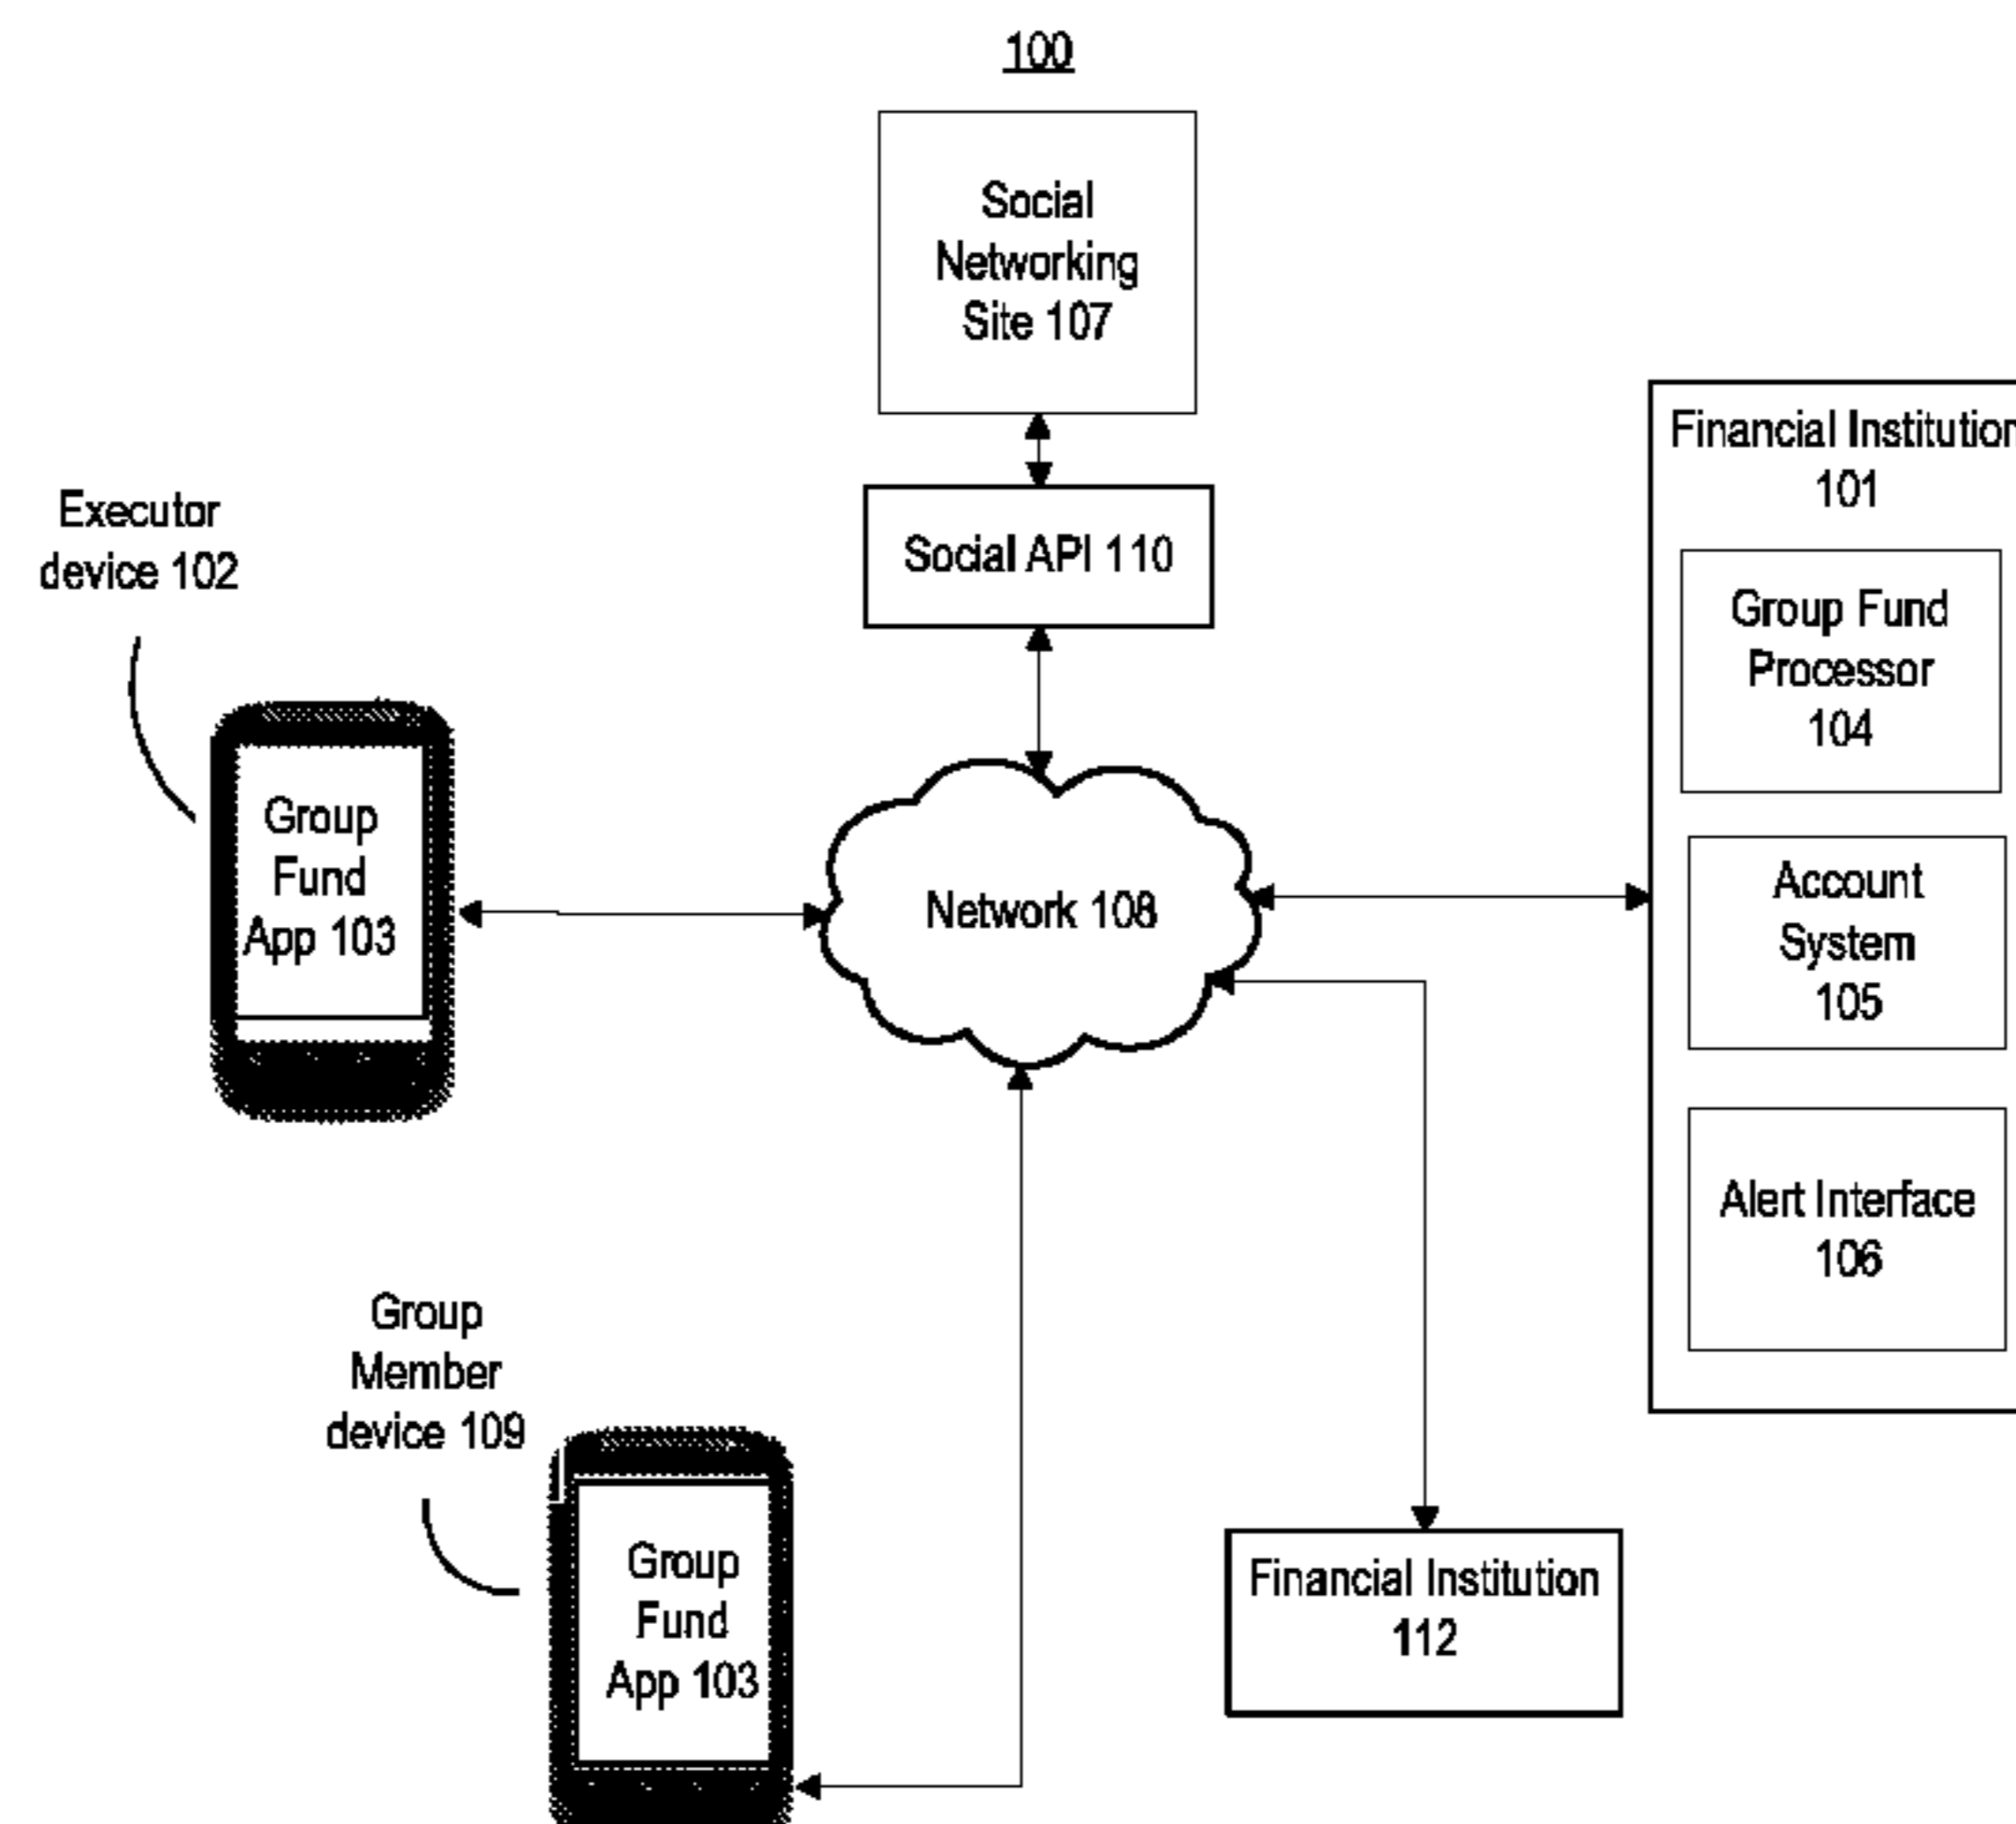 100
Social
Networking
Site 107
Social API 110
Executor
device 102
Group
Fund
App 103
Network 108
Financial Institution
101
Group Fund
Processor
104
Account
System
105
Alert Interface
106
Group
Member
device 109
Group
Fund
App 103
Financial Institution
112